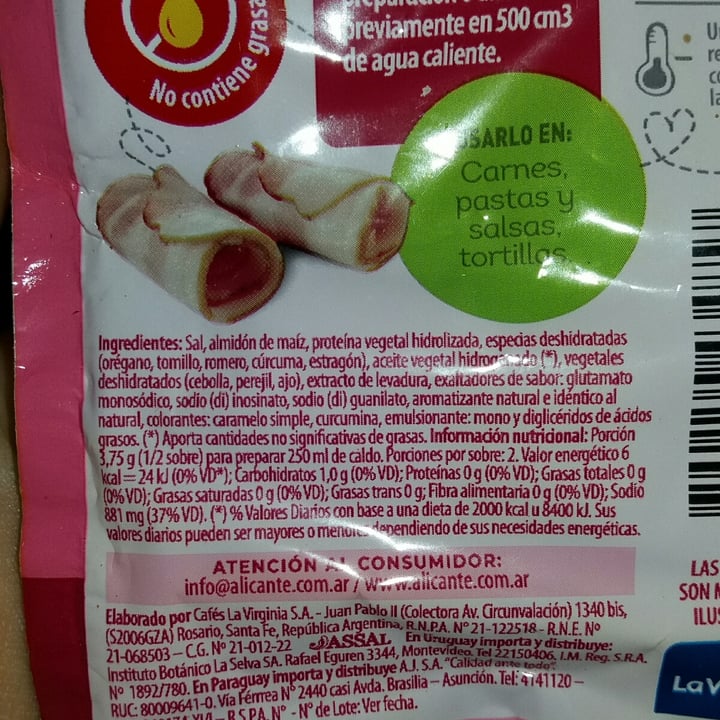 No contiene grasa
previamente en 500 cm3
de agua caliente.
USARLO EN:
Carnes,
pastas y
salsas,
tortillas.
Ingredientes: Sal, almidón de maíz, proteína vegetal hidrolizada, especias deshidratadas
(orégano, tomillo, romero, cúrcuma, estragón), aceite vegetal hidrogenado (*), vegetales
deshidratados (cebolla, perejil, ajo), extracto de levadura, exaltadores de sabor: glutamato
monosódico, sodio (di) inosinato, sodio (di) guanilato, aromatizante natural e idéntico al
natural, colorantes: caramelo simple, curcumina, emulsionante: mono y diglicéridos de ácidos
grasos. (*) Aporta cantidades no significativas de grasas. Información nutricional: Porción
3,75 g (1/2 sobre) para preparar 250 ml de caldo. Porciones por sobre: 2. Valor energético 6
kcal = 24 kJ (0% VD*); Carbohidratos 1,0 g (0% VD); Proteínas 0 g (0% VD); Grasas totales 0 g
(0% VD); Grasas saturadas 0 g (0% VD); Grasas trans 0 g; Fibra alimentaria 0 g (0% VD); Sodio
881 mg (37% VD). (*) % Valores Diarios con base a una dieta de 2000 kcal u 8400 kJ. Sus
valores diarios pueden ser mayores o menores dependiendo de sus necesidades energéticas.
ATENCIÓN AL CONSUMIDOR:
info@alicante.com.ar / www.alicante.com.ar
LAS
SON
ILUS
Elaborado por Cafés La Virginia S.A. - Juan Pablo II (Colectora Av. Circunvalación) 1340 bis,
(S2006GZA) Rosario, Santa Fe, República Argentina, R.N.P.A. N° 21-122518 - R.N.E. N°
21-068503 - C.G. N° 21-012-22 ASSAL En Uruguay importa y distribuye:
Instituto Botánico La Selva SA. Rafael Eguren 3344, Montevideo. Tel 22150406. I.M. Reg. S.R.A.
N° 1892/780. En Paraguay importa y distribuye A.J. S.A. "Calidad ante todo".
RUC: 80009641-0. Vía Férrea N° 2440 casi Avda. Brasilia - Asunción. Tel: 4141120 -
R.S.P.A. N° - N° de Lote: Ver fecha.
La V